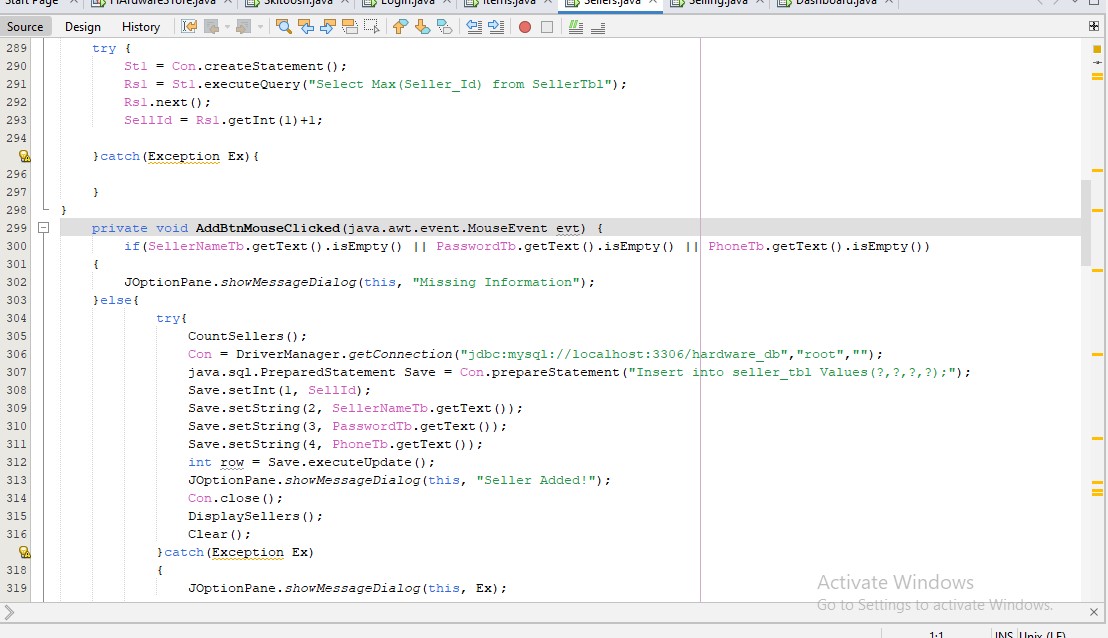 Start Page HArdwareStore.java Skitoosh.java Login.java Items.java Sellers.java Selling.java Dashboard.java
Source Design History
289 try {
290 St1 = Con.createStatement();
291 Rs1 = St1.executeQuery("Select Max(Seller_Id) from SellerTbl");
292 Rs1.next();
293 SellId = Rs1.getInt(1)+1;
294
}catch(Exception Ex){
296
297 }
298 }
299 private void AddBtnMouseClicked(java.awt.event.MouseEvent evt) {
300 if(SellerNameTb.getText().isEmpty() || PasswordTb.getText().isEmpty() || PhoneTb.getText().isEmpty())
301 {
302 JOptionPane.showMessageDialog(this, "Missing Information");
303 }else{
304 try{
305 CountSellers();
306 Con = DriverManager.getConnection("jdbc:mysql://localhost:3306/hardware_db","root","");
307 java.sql.PreparedStatement Save = Con.prepareStatement("Insert into seller_tbl Values(?,?,?,?);");
308 Save.setInt(1, SellId);
309 Save.setString(2, SellerNameTb.getText());
310 Save.setString(3, PasswordTb.getText());
311 Save.setString(4, PhoneTb.getText());
312 int row = Save.executeUpdate();
313 JOptionPane.showMessageDialog(this, "Seller Added!");
314 Con.close();
315 DisplaySellers();
316 Clear();
}catch(Exception Ex)
318 {
319 JOptionPane.showMessageDialog(this, Ex);
Activate Windows
Go to Settings to activate Windows.
1:1 INS Unix (LF)